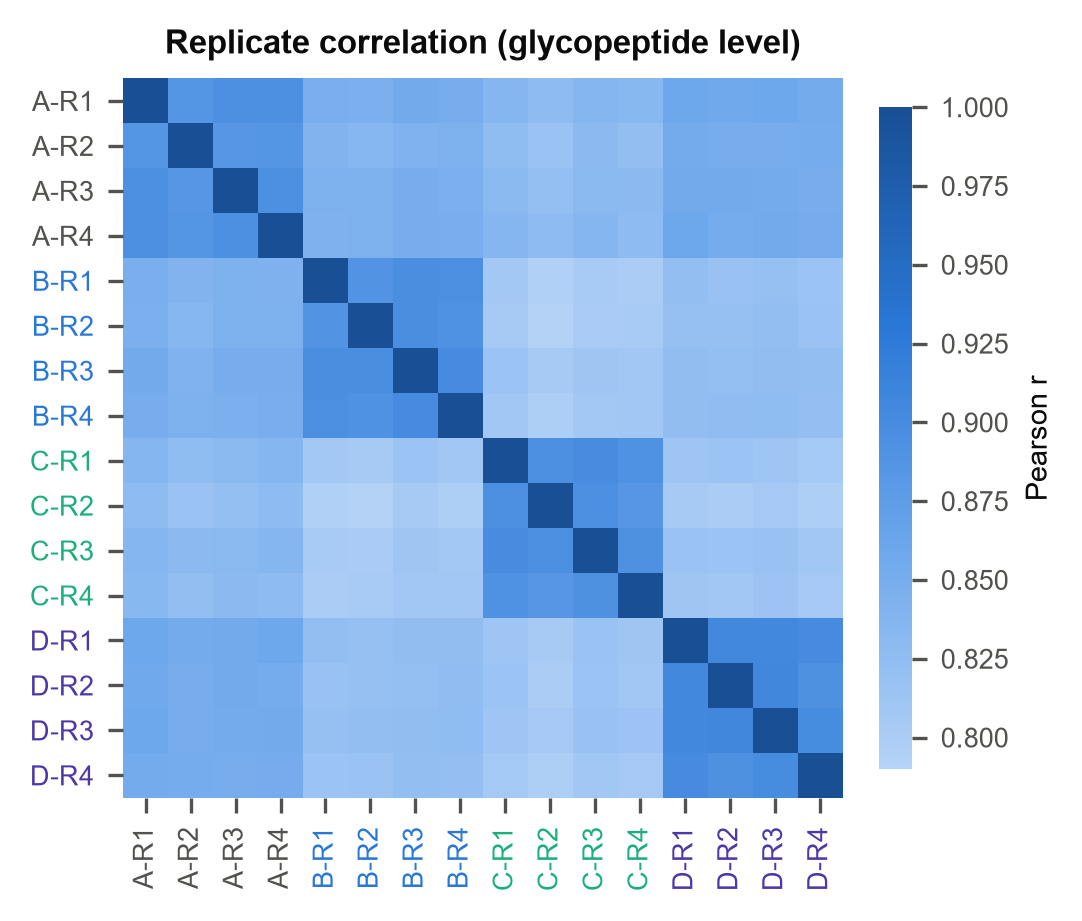 Replicate correlation (glycopeptide level)
A-R1
A-R2
A-R3
A-R4
B-R1
B-R2
B-R3
B-R4
C-R1
C-R2
C-R3
C-R4
D-R1
D-R2
D-R3
D-R4
A-R1
A-R2
A-R3
A-R4
B-R1
B-R2
B-R3
B-R4
C-R1
C-R2
C-R3
C-R4
D-R1
D-R2
D-R3
D-R4
1.000
0.975
0.950
0.925
0.900
0.875
0.850
0.825
0.800
Pearson r